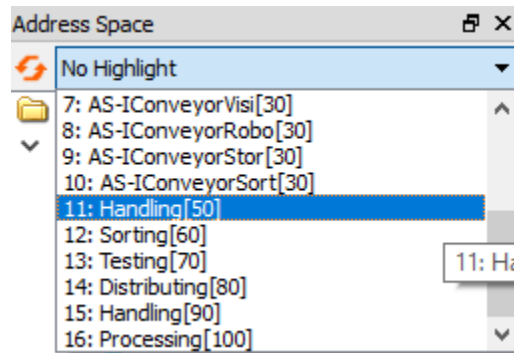 Address Space
No Highlight
7: AS-IConveyorVisi[30]
8: AS-IConveyorRobo[30]
9: AS-IConveyorStor[30]
10: AS-IConveyorSort[30]
11: Handling[50]
12: Sorting[60]
13: Testing[70]
11: Ha
14: Distributing[80]
15: Handling[90]
16: Processing[100]